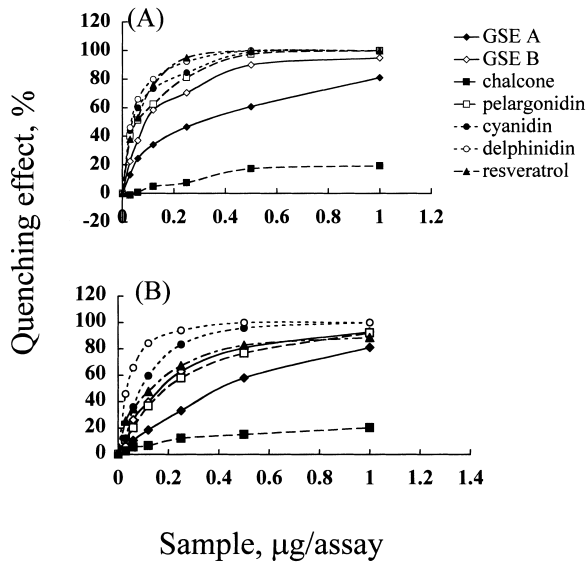 (A)
120
100
80
60
40
20
0
-20
0
0.2
0.4
0.6
0.8
1
1.2
GSE A
GSE B
chalcone
pelargonidin
cyanidin
delphinidin
resveratrol
Quenching effect, %
(B)
120
100
80
60
40
20
0
0
0.2
0.4
0.6
0.8
1
1.2
Sample, μg/assay